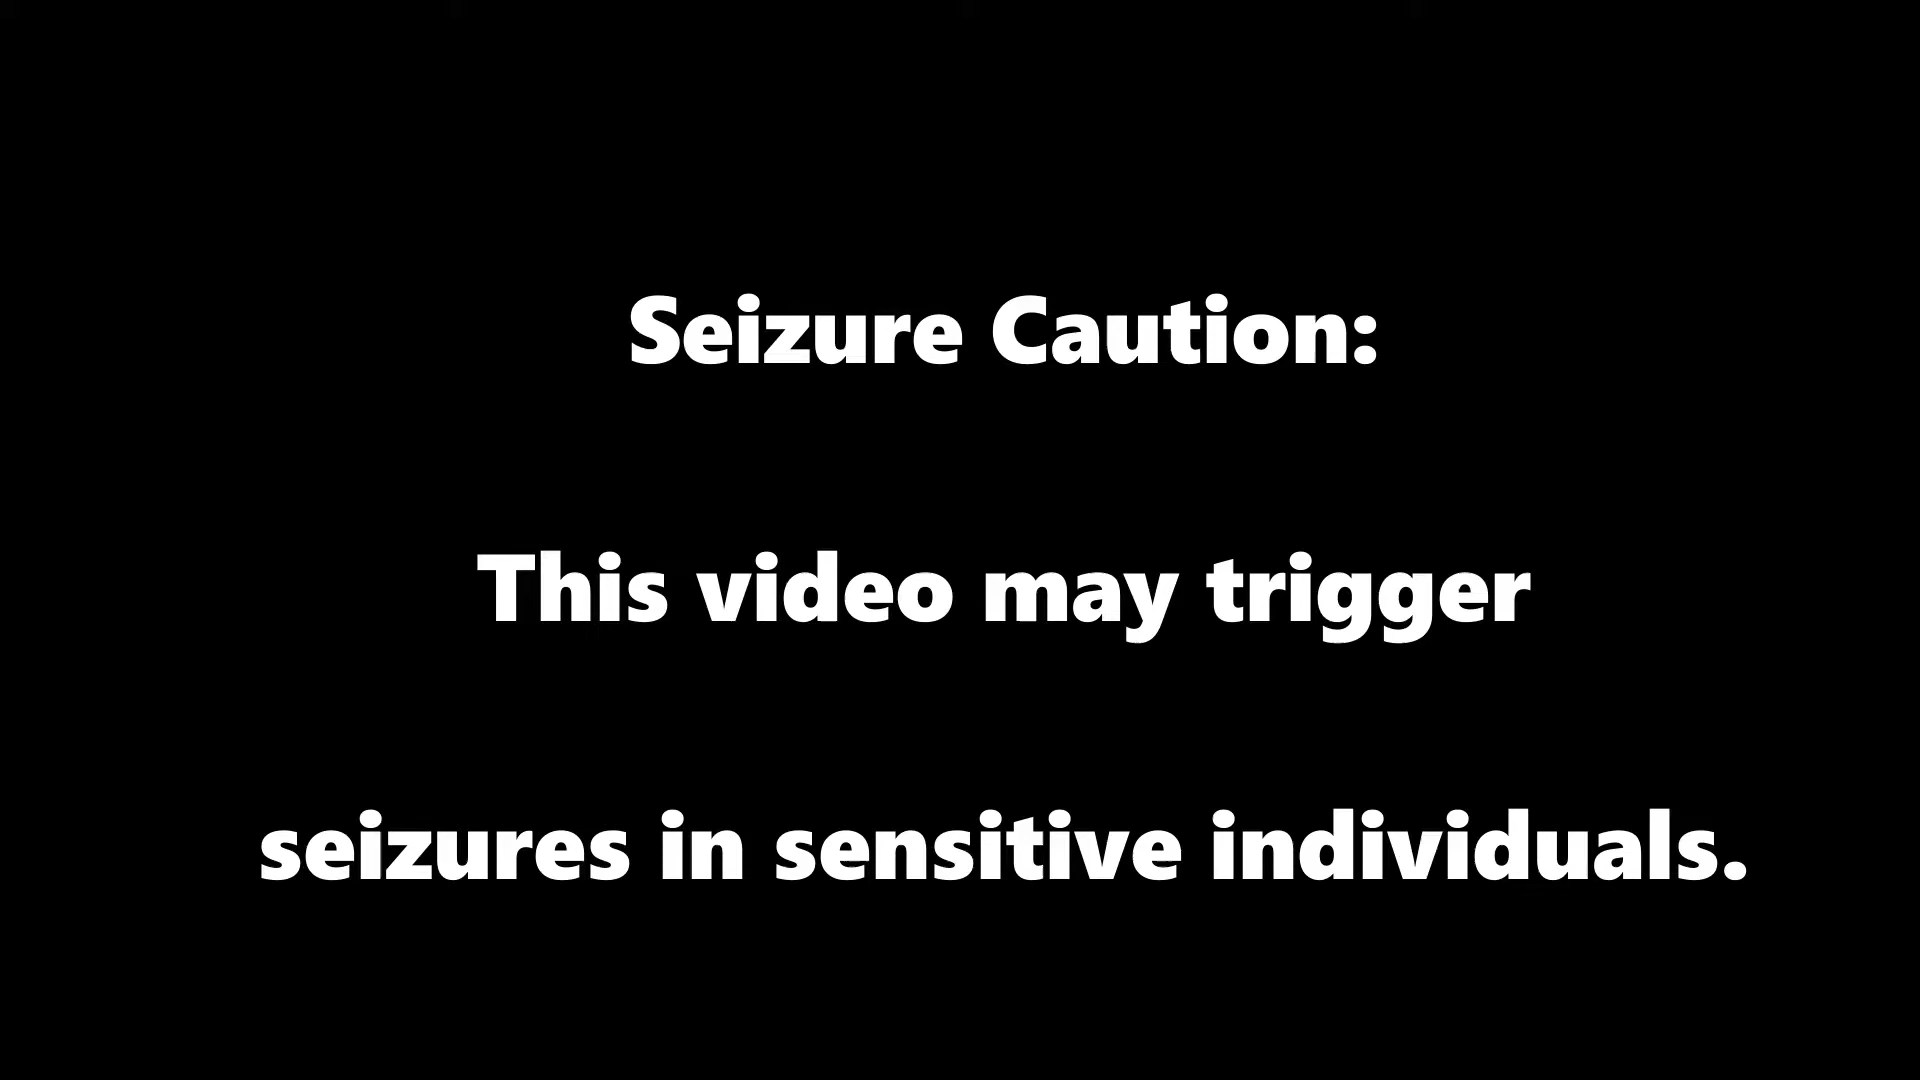 Seizure Caution:
This video may trigger
seizures in sensitive individuals.